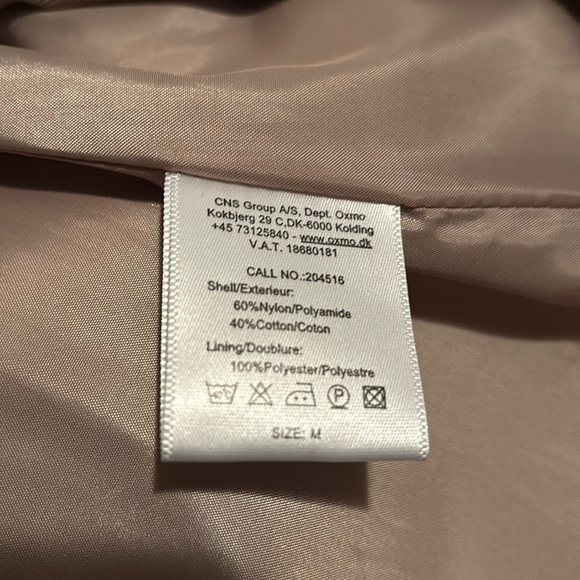 CNS Group A/S, Dept. Oxmo
Kokbjerg 29 C,DK-6000 Kolding
+45 73125840 - www.oxmo.dk
V.A.T. 18680181
CALL NO.:204516
Shell/Exterieur:
60%Nylon/Polyamide
40%Cotton/Coton
Lining/Doublure:
100%Polyester/Polyestre
P
SIZE: M